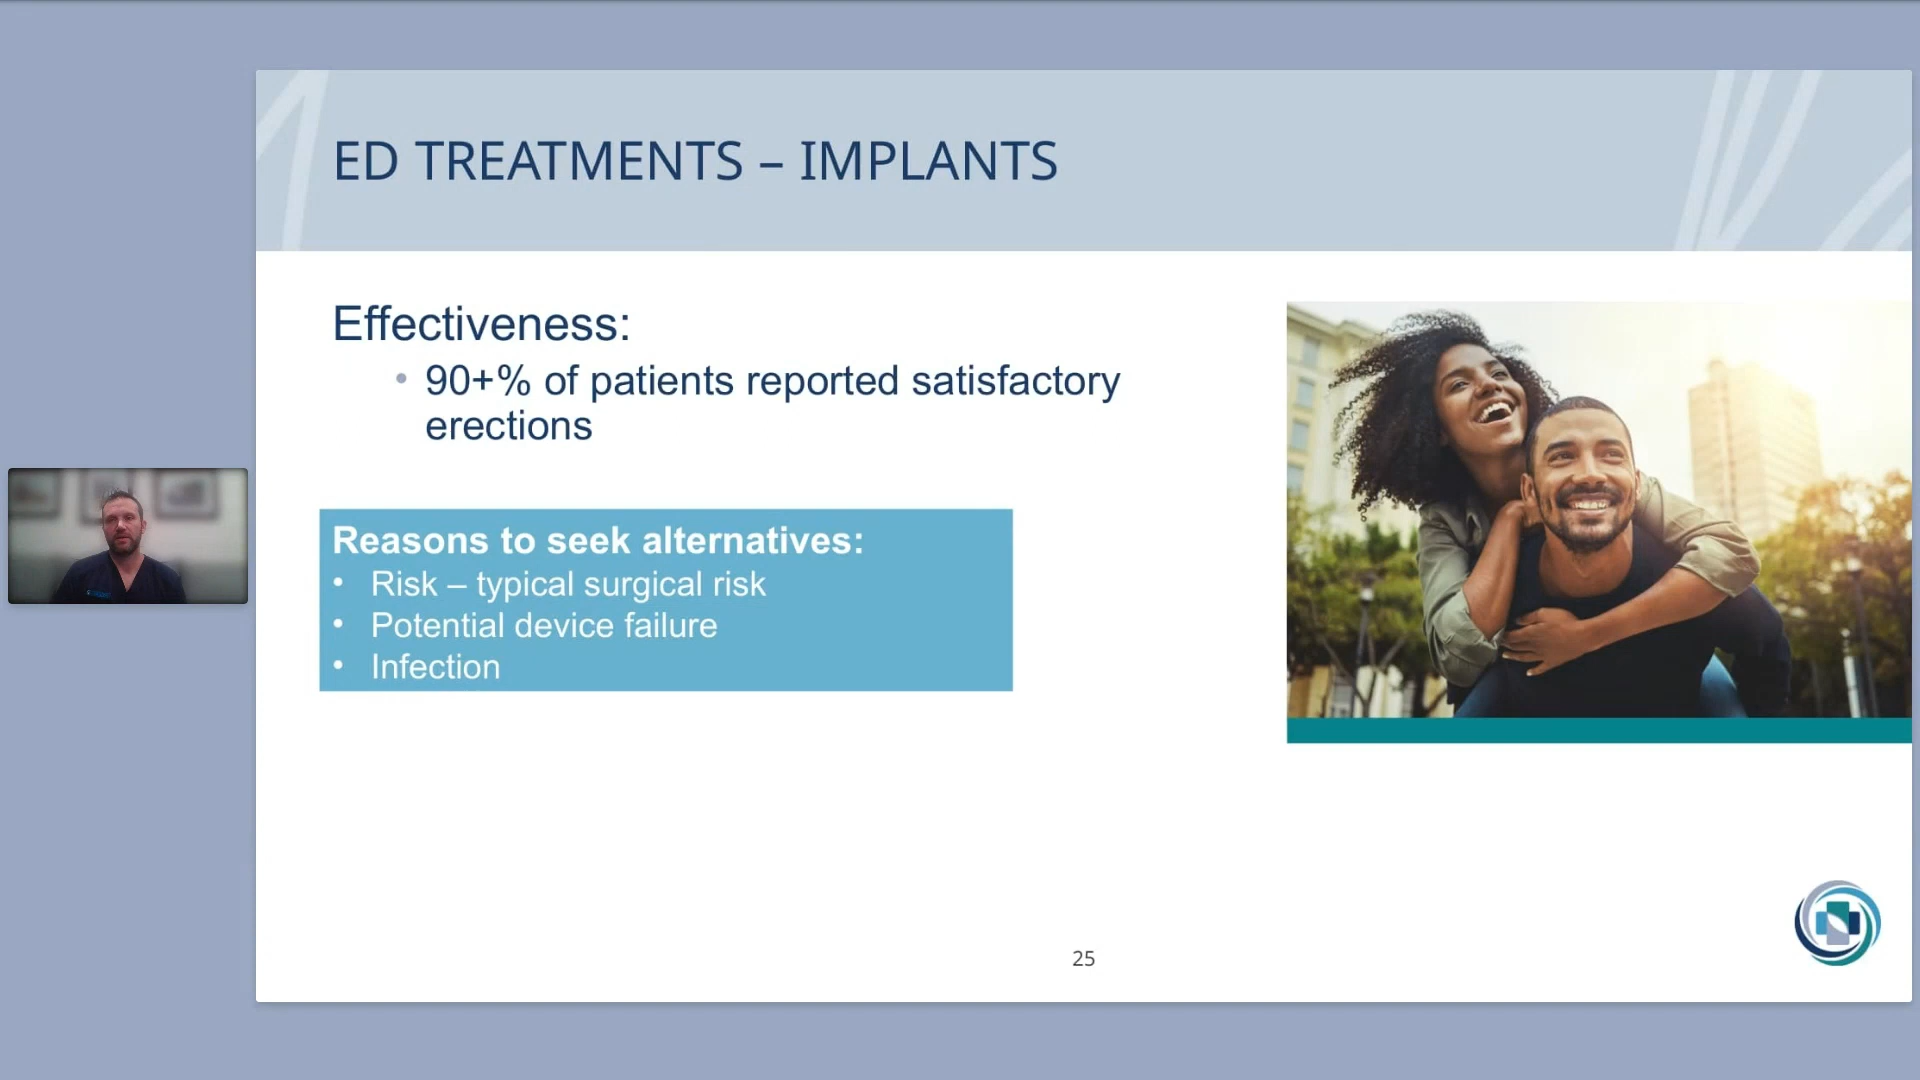 ED TREATMENTS – IMPLANTS
Effectiveness:
• 90+% of patients reported satisfactory
erections
Reasons to seek alternatives:
• Risk – typical surgical risk
• Potential device failure
• Infection
25